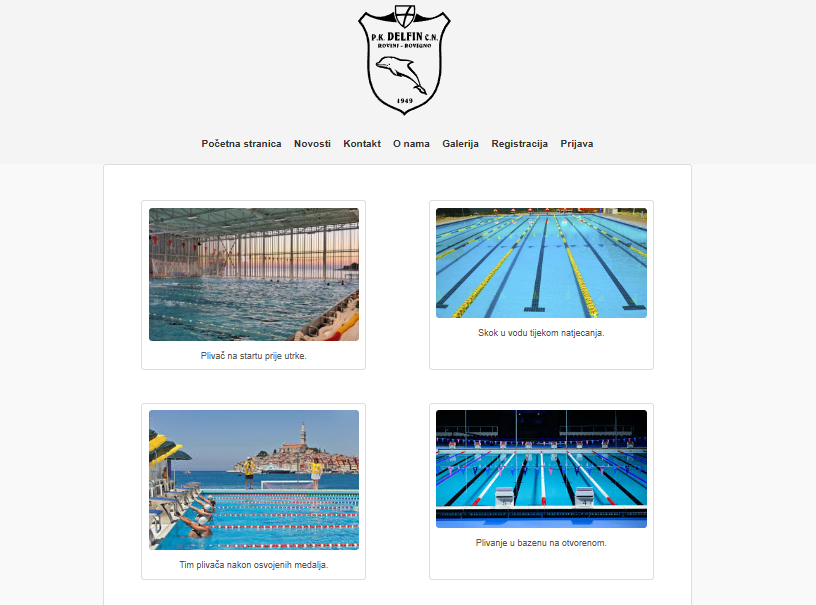 P.K. DELFIN C.N.
ROVINJ - ROVIGNO
1949
Početna stranica Novosti Kontakt O nama Galerija Registracija Prijava
Plivač na startu prije utrke.
Skok u vodu tijekom natjecanja.
Tim plivača nakon osvojenih medalja.
Plivanje u bazenu na otvorenom.